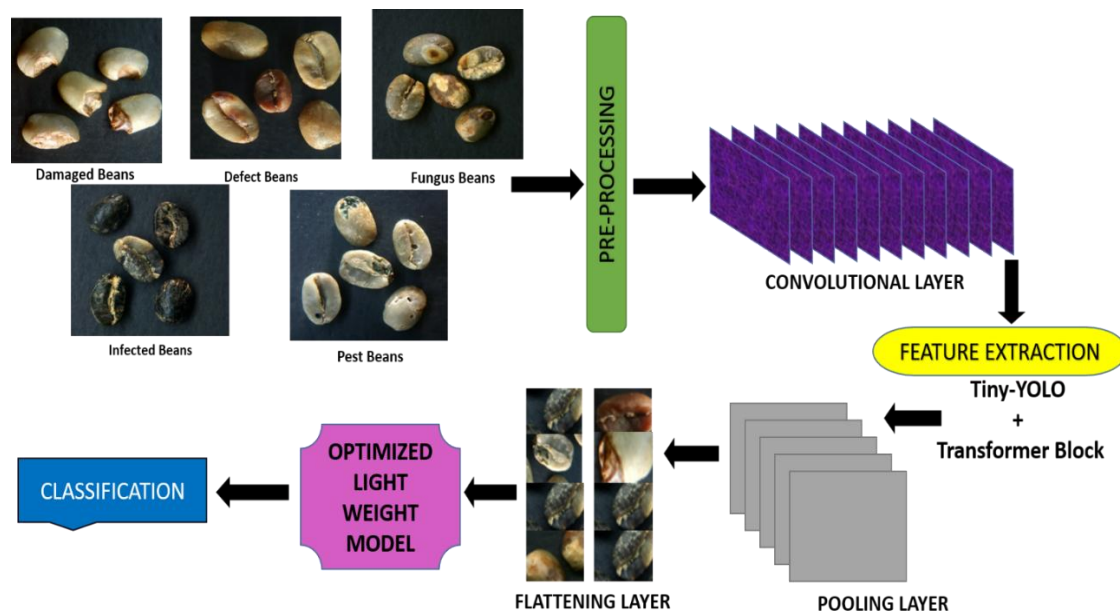 Damaged Beans
Defect Beans
Fungus Beans
Infected Beans
Pest Beans
PRE-PROCESSING
CONVOLUTIONAL LAYER
FEATURE EXTRACTION
Tiny-YOLO
+
Transformer Block
POOLING LAYER
FLATTENING LAYER
OPTIMIZED
LIGHT
WEIGHT
MODEL
CLASSIFICATION